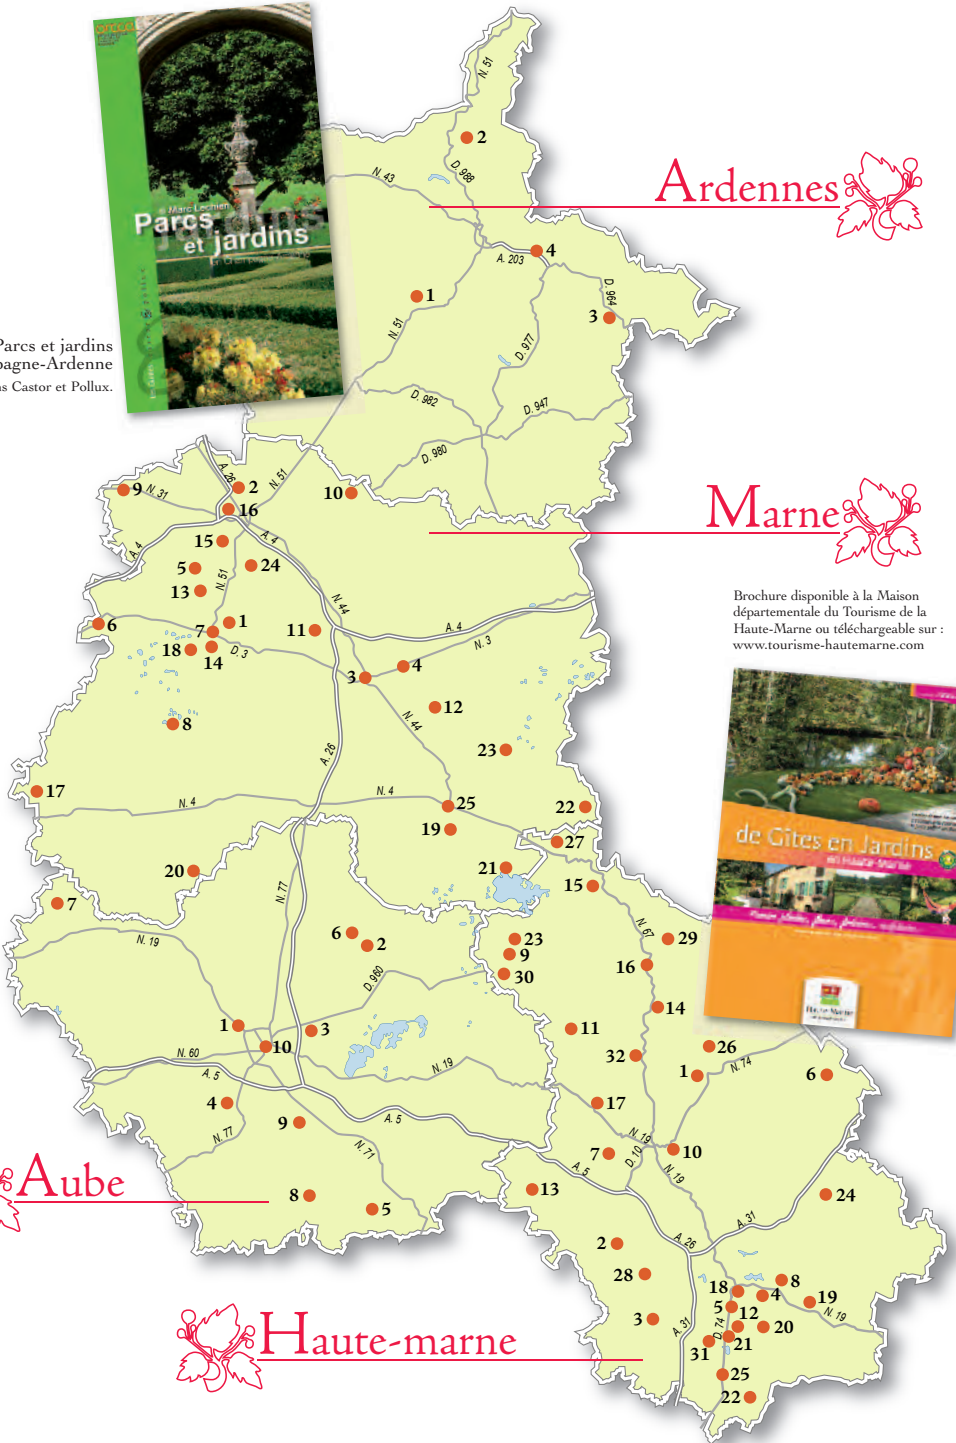 © Marc Lechien
Parcs
et jardins
Parcs et jardins
pagne-Ardenne
ns Castor et Pollux.
Ardennes
N. 51
2
D. 988
N. 43
4
A. 203
1
D. 964
3
N. 51
D. 977
D. 982
D. 947
D. 980
Marne
Brochure disponible à la Maison
départementale du Tourisme de la
Haute-Marne ou téléchargeable sur :
www.tourisme-hautemarne.com
A. 26
N. 51
9
N. 31
2
10
16
A. 4
A. 4
15
5
24
13
N. 51
N. 44
6
1
7
11
A. 4
18
14
D. 3
N. 3
4
3
12
N. 44
8
23
A. 26
17
N. 4
N. 4
25
22
19
27
20
21
15
de Gîtes en Jardins
en Haute-Marne
Haute-Marne
7
N. 77
N. 19
6
2
D. 960
23
9
30
N. 67
29
16
14
1
3
11
10
26
N. 60
32
A. 5
N. 19
1
N. 74
6
4
17
9
A. 5
N. 77
N. 71
N. 19
10
7
D. 10
A. 5
N. 19
Aube
8
5
13
24
A. 31
2
A. 26
28
8
18
4
19
5
12
N. 19
3
A. 31
D. 74
20
21
31
25
22
Haute-marne